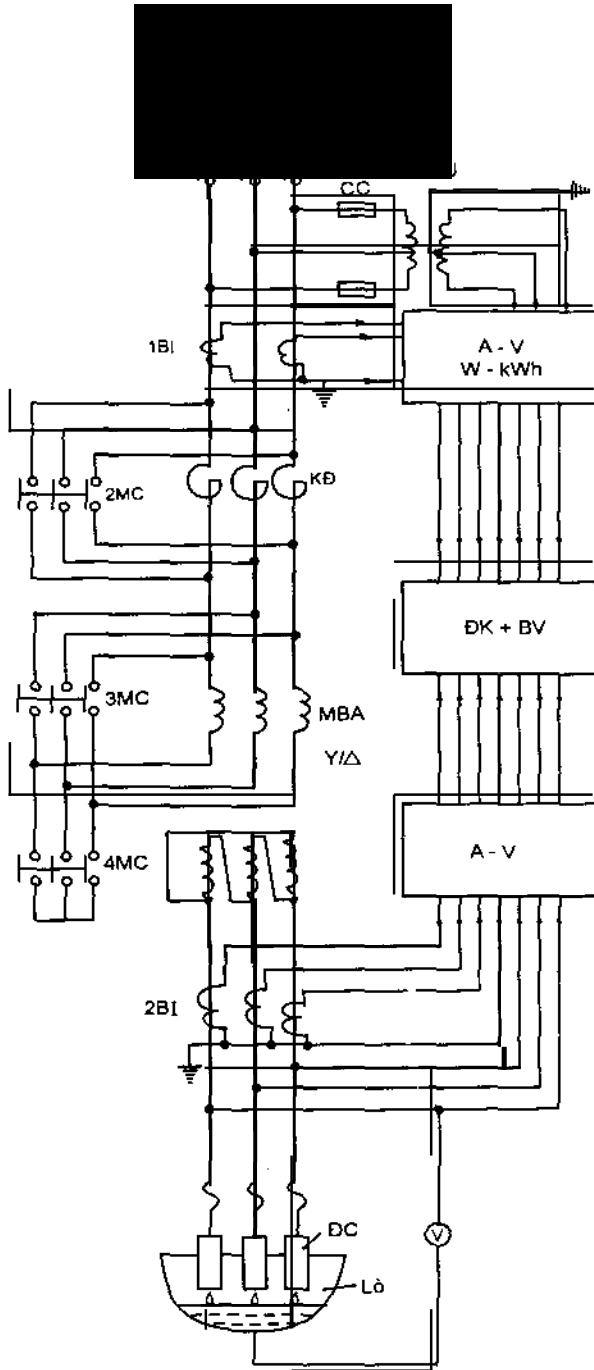 CC
1BI
A - V
W - kWh
2MC
KĐ
ĐK + BV
3MC
MBA
Y/△
A - V
4MC
2BI
ĐC
V
Lò